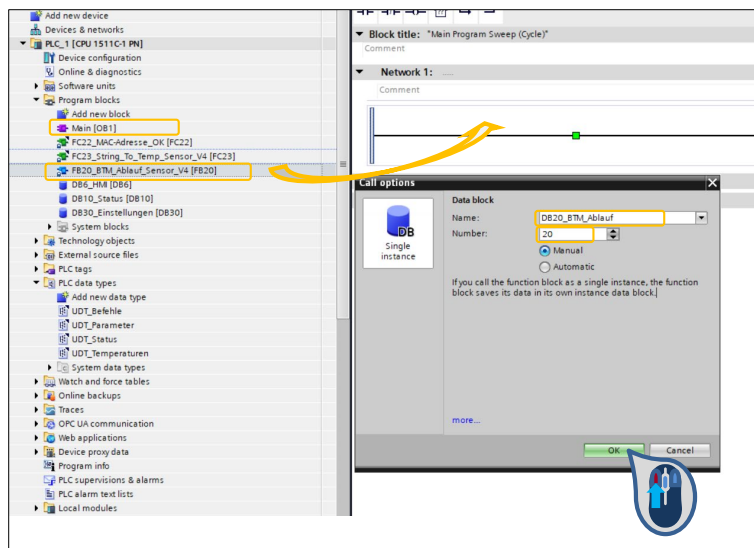 Add new device
Devices & networks
PLC_1 [CPU 1511C-1 PN]
Device configuration
Online & diagnostics
Software units
Program blocks
Add new block
Main [OB1]
FC22_MAC-Adresse_OK [FC22]
FC23_String_To_Temp_Sensor_V4 [FC23]
FB20_BTM_Ablauf_Sensor_V4 [FB20]
DB6_HMI [DB6]
DB10_Status [DB10]
DB30_Einstellungen [DB30]
System blocks
Technology objects
External source files
PLC tags
PLC data types
Add new data type
UDT_Befehle
UDT_Parameter
UDT_Status
UDT_Temperaturen
System data types
Watch and force tables
Online backups
Traces
OPC UA communication
Web applications
Device proxy data
Program info
PLC supervisions & alarms
PLC alarm text lists
Local modules
Block title: "Main Program Sweep (Cycle)"
Comment
Network 1: .....
Comment
Call options
DB
Single
instance
Data block
Name: DB20_BTM_Ablauf
Number: 20
Manual
Automatic
If you call the function block as a single instance, the function
block saves its data in its own instance data block.
more...
OK Cancel